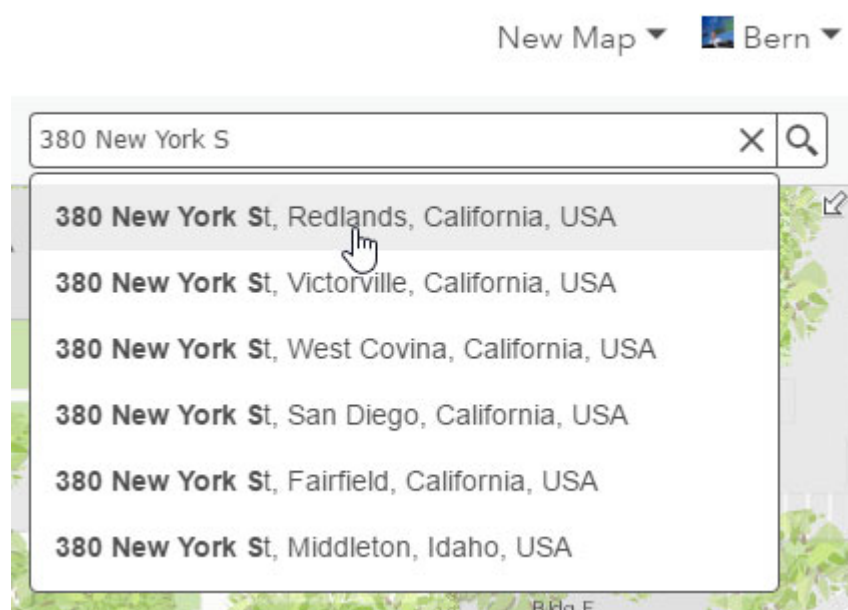 New Map Bern
380 New York S
380 New York St, Redlands, California, USA
380 New York St, Victorville, California, USA
380 New York St, West Covina, California, USA
380 New York St, San Diego, California, USA
380 New York St, Fairfield, California, USA
380 New York St, Middleton, Idaho, USA
Bldg E